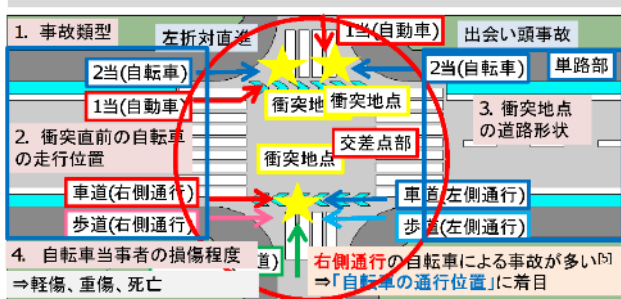 1. 事故類型
左折対直進
1当(自動車)
出会い頭事故
2当(自転車)
2当(自転車)
単路部
1当(自動車)
衝突地
衝突地点
3. 衝突地点
の道路形状
2. 衝突直前の自転車
の走行位置
衝突地点
交差点部
車道(右側通行)
車道(左側通行)
歩道(右側通行)
歩道(左側通行)
4. 自転車当事者の損傷程度
⇒軽傷、重傷、死亡
道)
右側通行の自転車による事故が多い[5]
⇒「自転車の通行位置」に着目